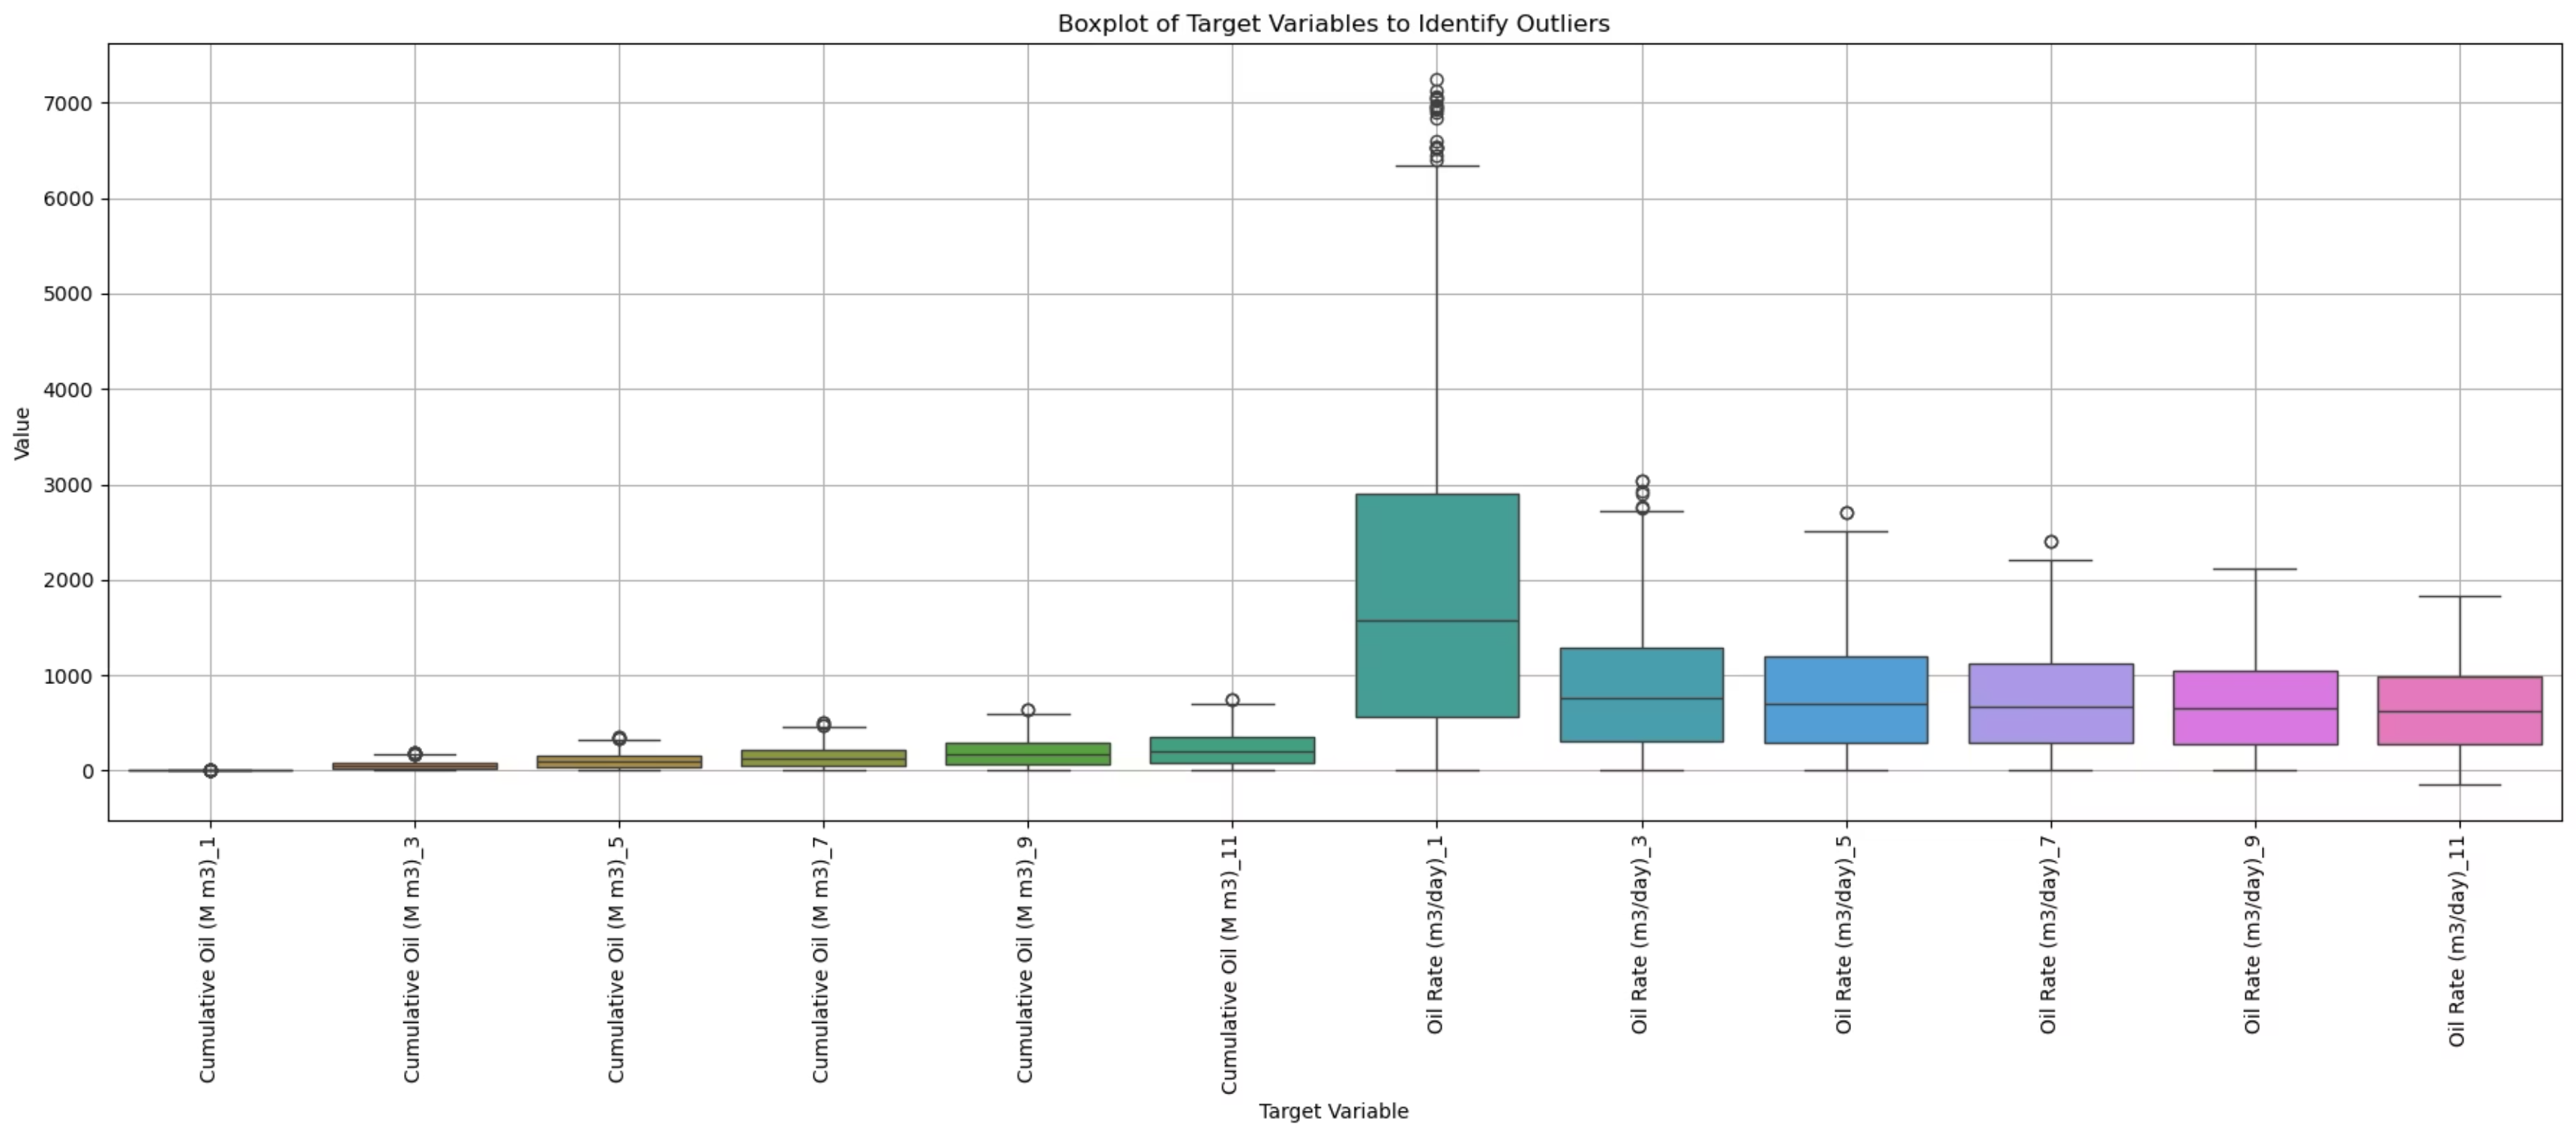 Boxplot of Target Variables to Identify Outliers
7000
6000
5000
4000
3000
2000
1000
0
Value
Cumulative Oil (M m3)_1
Cumulative Oil (M m3)_3
Cumulative Oil (M m3)_5
Cumulative Oil (M m3)_7
Cumulative Oil (M m3)_9
Cumulative Oil (M m3)_11
Oil Rate (m3/day)_1
Oil Rate (m3/day)_3
Oil Rate (m3/day)_5
Oil Rate (m3/day)_7
Oil Rate (m3/day)_9
Oil Rate (m3/day)_11
Target Variable